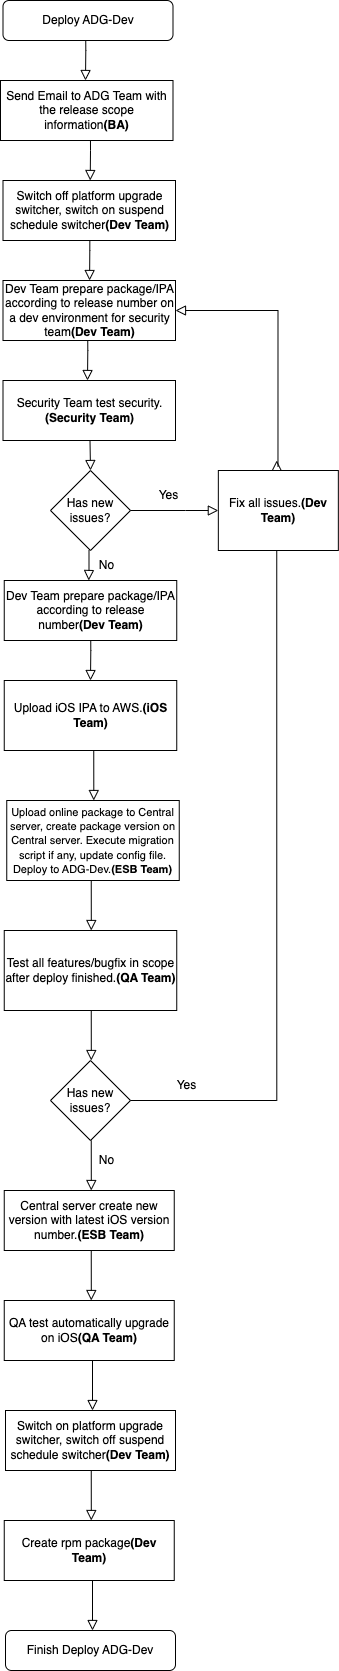 Deploy ADG-Dev
Send Email to ADG Team with
the release scope
information(BA)
Switch off platform upgrade
switcher, switch on suspend
schedule switcher(Dev Team)
Dev Team prepare package/IPA
according to release number on
a dev environment for security
team(Dev Team)
Security Team test security.
(Security Team)
Has new
issues?
Yes
Fix all issues.(Dev
Team)
No
Dev Team prepare package/IPA
according to release
number(Dev Team)
Upload iOS IPA to AWS.(iOS
Team)
Upload online package to Central
server, create package version on
Central server. Execute migration
script if any, update config file.
Deploy to ADG-Dev.(ESB Team)
Test all features/bugfix in scope
after deploy finished.(QA Team)
Has new
issues?
Yes
No
Central server create new
version with latest iOS version
number.(ESB Team)
QA test automatically upgrade
on iOS(QA Team)
Switch on platform upgrade
switcher, switch off suspend
schedule switcher(Dev Team)
Create rpm package(Dev
Team)
Finish Deploy ADG-Dev